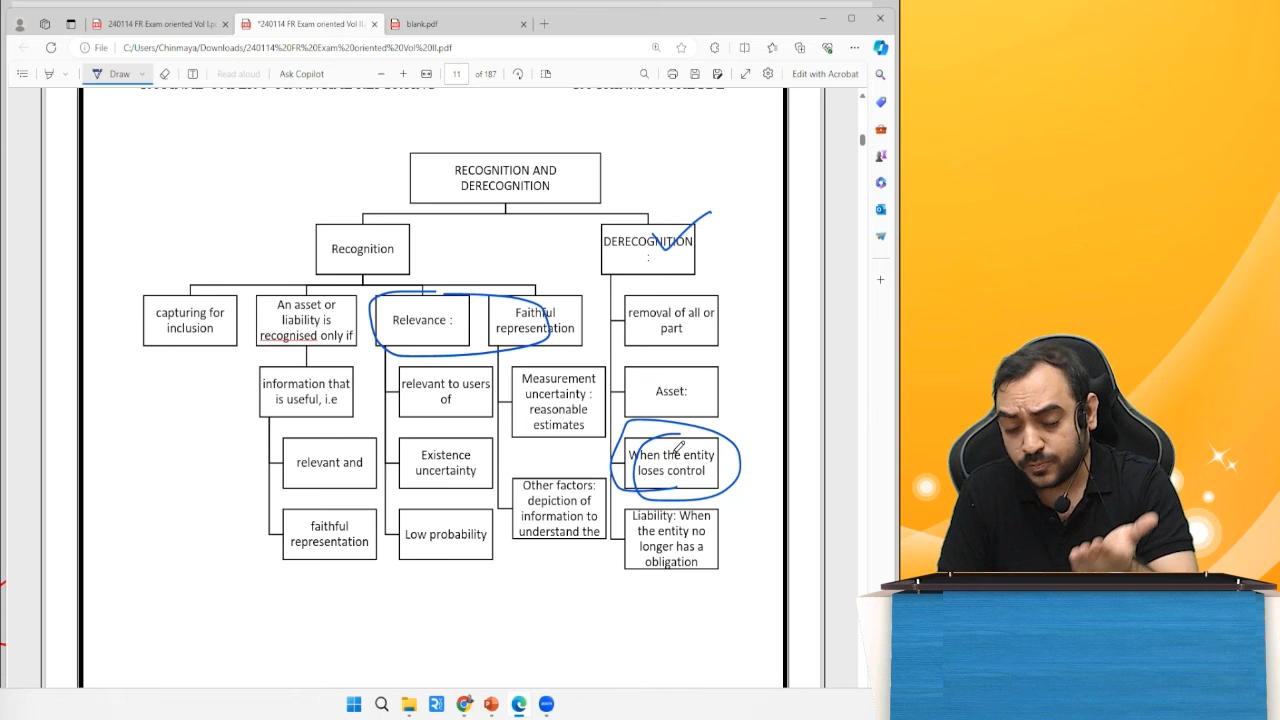 240114 FR Exam oriented Vol I.p
*240114 FR Exam oriented Vol II.
blank.pdf
File
C:/Users/Chinmaya/Downloads/240114%20FR%20Exam%20oriented%20Vol%20II.pdf
Draw
Read aloud
Ask Copilot
11
of 187
Edit with Acrobat
RECOGNITION AND
DERECOGNITION
Recognition
DERECOGNITION
:
capturing for
inclusion
An asset or
liability is
recognised only if
Relevance :
Faithful
representation
removal of all or
part
information that
is useful, i.e
relevant to users
of
Measurement
uncertainty :
reasonable
estimates
Asset:
relevant and
Existence
uncertainty
When the entity
loses control
faithful
representation
Low probability
Other factors:
depiction of
information to
understand the
Liability: When
the entity no
longer has a
obligation